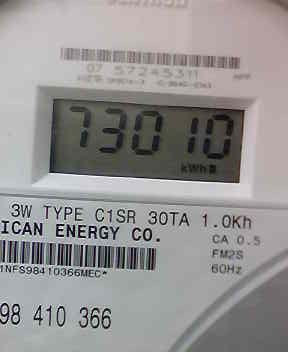 07 57245311
73010
kWh
3W TYPE C1SR 30TA 1.0Kh
ICAN ENERGY CO.
CA 0.5
FM2S
1NFS98410366MEC*
60Hz
98 410 366